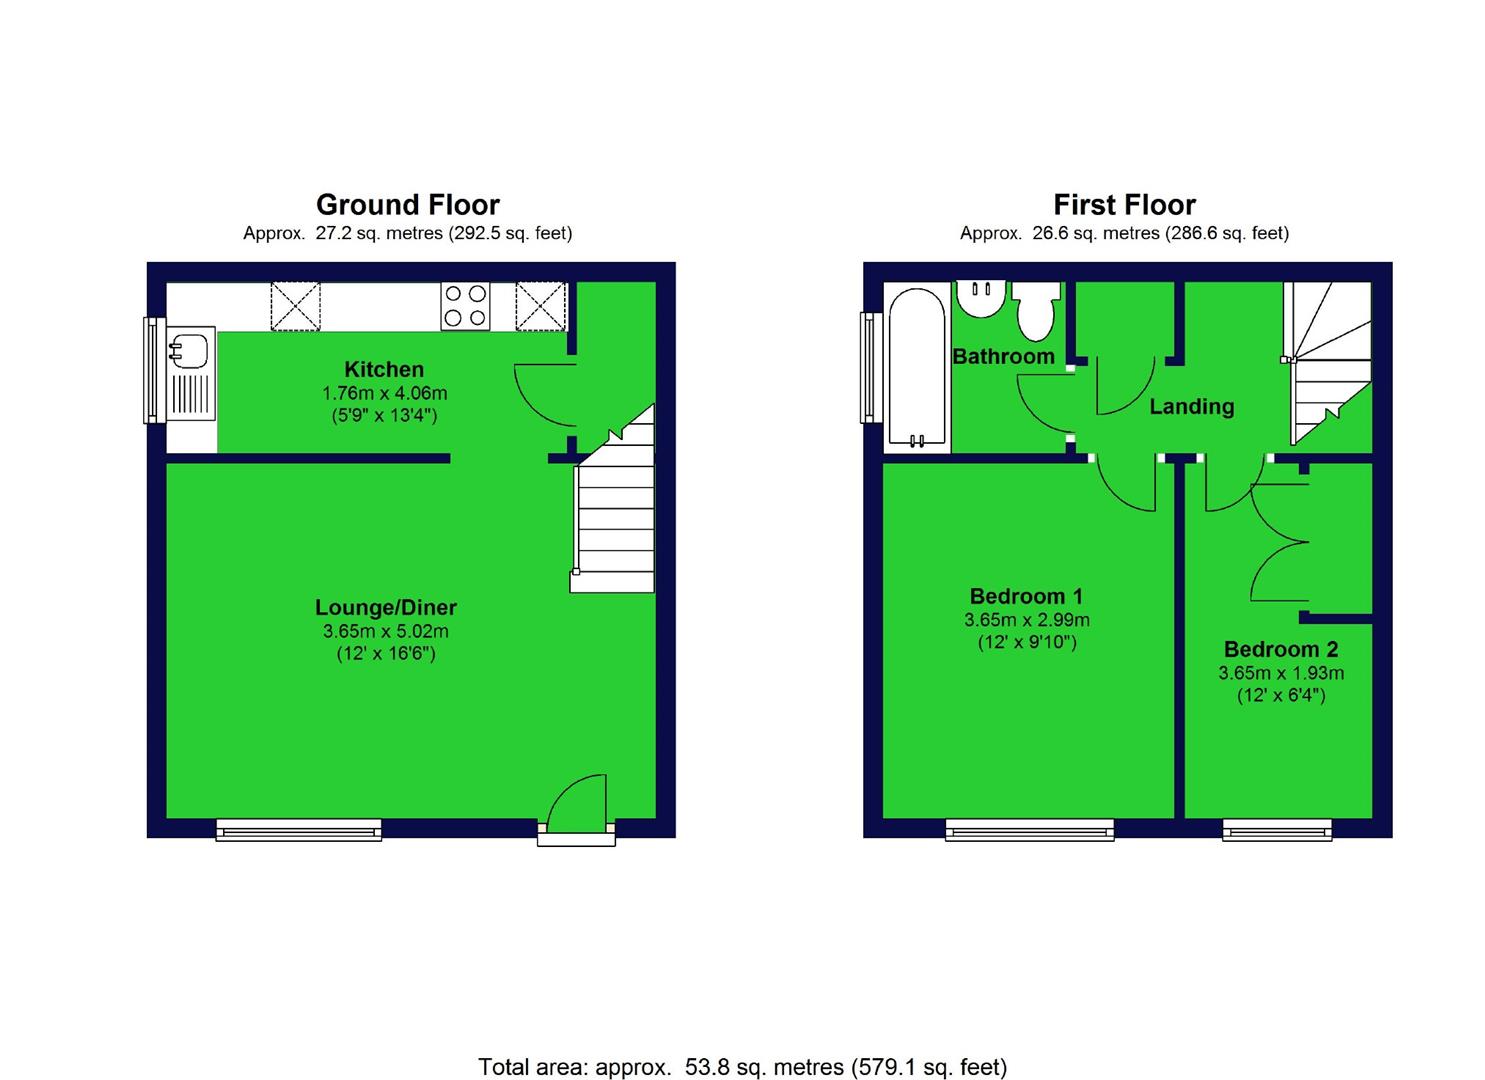 Ground Floor
Approx.  27.2 sq. metres (292.5 sq. feet)
Kitchen
1.76m x 4.06m
(5'9" x 13'4")
Lounge/Diner
3.65m x 5.02m
(12' x 16'6")
First Floor
Approx.  26.6 sq. metres (286.6 sq. feet)
Bathroom
Landing
Bedroom 1
3.65m x 2.99m
(12' x 9'10")
Bedroom 2
3.65m x 1.93m
(12' x 6'4")
Total area: approx.  53.8 sq. metres (579.1 sq. feet)